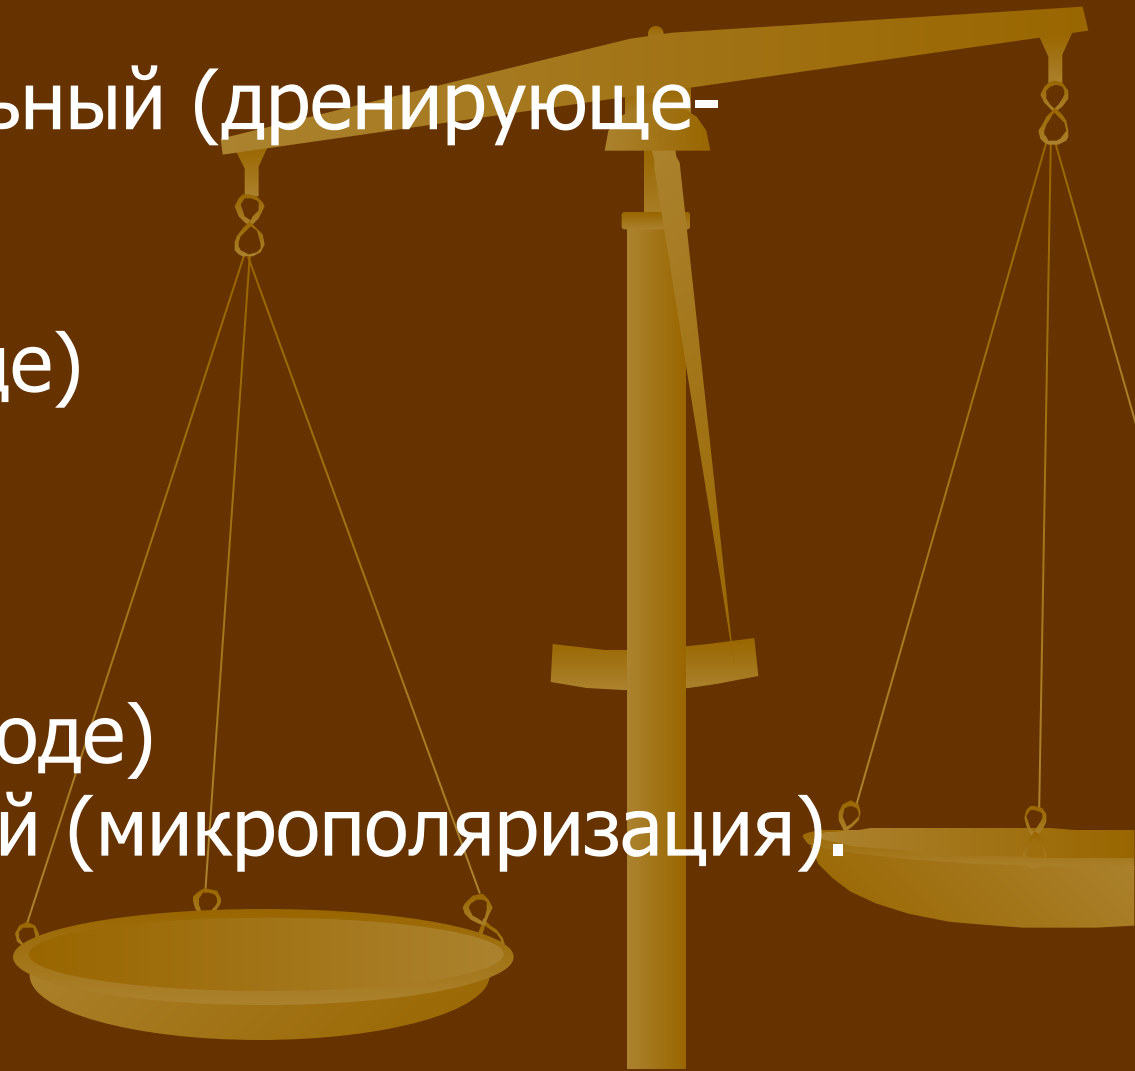 ьный (дренирующе-
це)
оде)
й (микрополяризация).